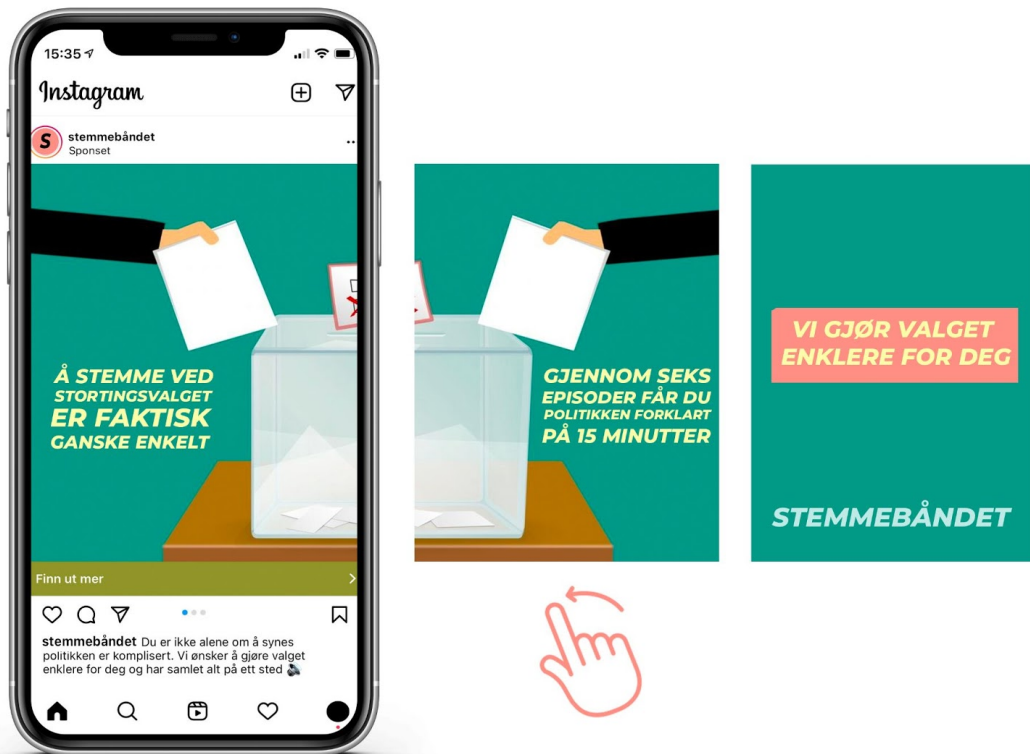 15:35
Instagram
S
stemmebåndet
Sponset
Å STEMME VED
STORTINGSVALGET
ER FAKTISK
GANSKE ENKELT
Finn ut mer
stemmebåndet Du er ikke alene om å synes
politikken er komplisert. Vi ønsker å gjøre valget
enklere for deg og har samlet alt på ett sted
GJENNOM SEKS
EPISODER FÅR DU
POLITIKKEN FORKLART
PÅ 15 MINUTTER
VI GJØR VALGET
ENKLERE FOR DEG
STEMMEBÅNDET